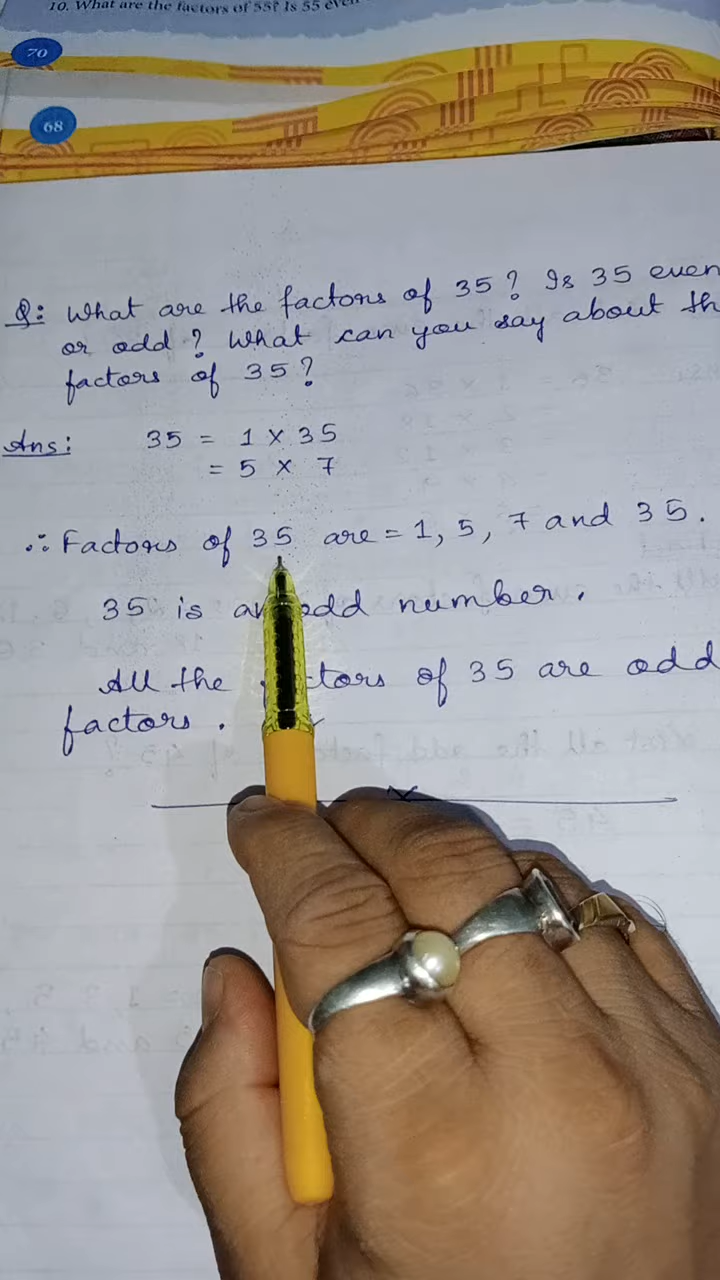 10. What are the factors of 55? Is 55 even
70
68
Q: What are the factors of 35? Is 35 even
or odd? What can you say about th
factors of 35?
Ans: 35 = 1 × 35
= 5 × 7
∴ Factors of 35 are = 1, 5, 7 and 35.
35 is an odd number.
All the factors of 35 are odd
factors.